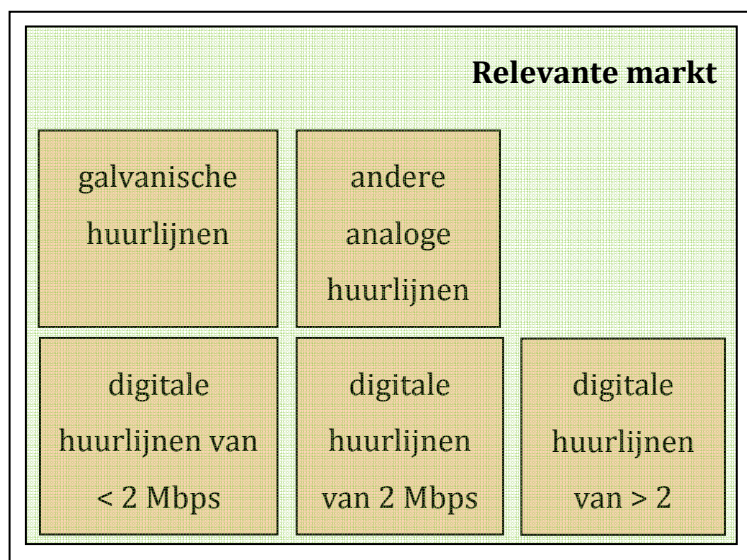 Relevante markt
galvanische
huurlijnen
andere
analoge
huurlijnen
digitale
huurlijnen van
< 2 Mbps
digitale
huurlijnen
van 2 Mbps
digitale
huurlijnen
van > 2